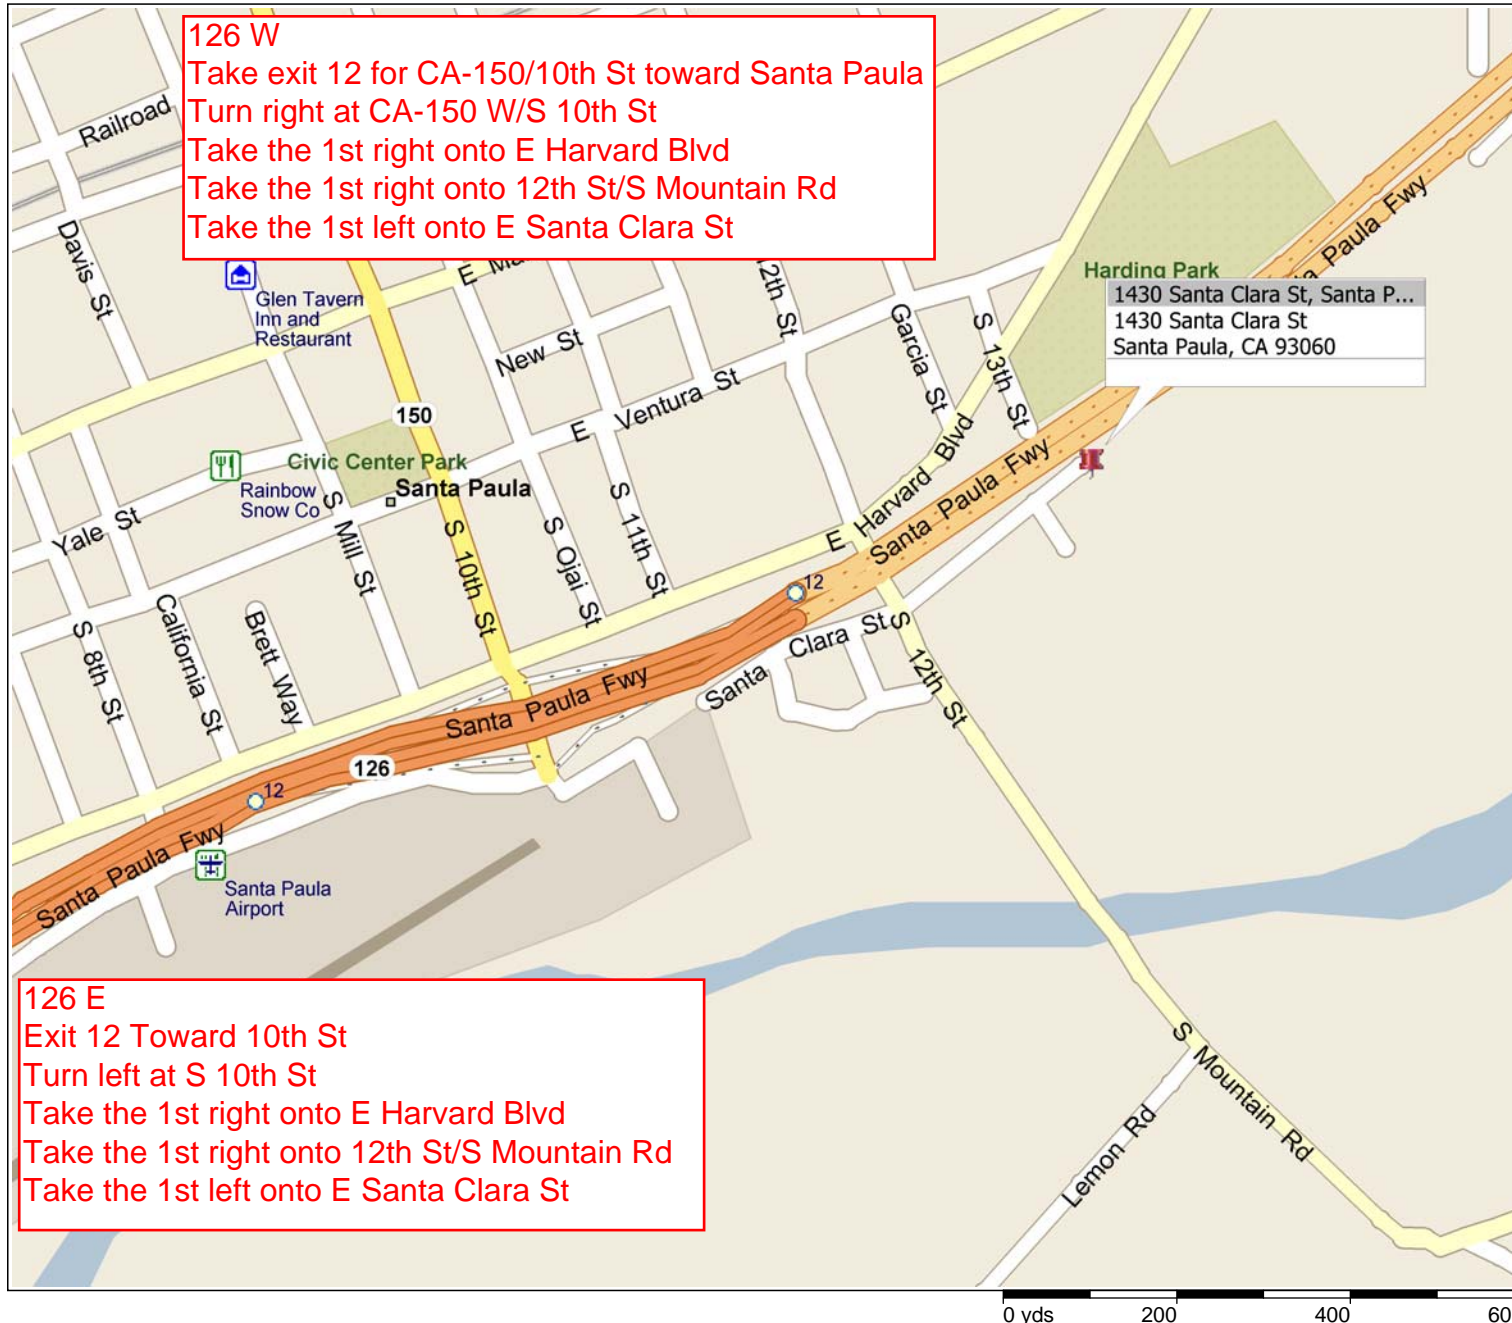 126 W
Take exit 12 for CA-150/10th St toward Santa Paula
Turn right at CA-150 W/S 10th St
Take the 1st right onto E Harvard Blvd
Take the 1st right onto 12th St/S Mountain Rd
Take the 1st left onto E Santa Clara St
Railroad
Davis St
Glen Tavern
Inn and
Restaurant
E Ma
12th St
New St
E Ventura St
Garcia St
S 13th St
Harding Park
a Paula Fwy
1430 Santa Clara St, Santa P...
1430 Santa Clara St
Santa Paula, CA 93060
150
Civic Center Park
Santa Paula
Rainbow
Snow Co
Yale St
S Mill St
S 10th St
S Ojai St
S 11th St
E Harvard Blvd
Santa Paula Fwy
12
S 8th St
California St
Brett Way
Santa Clara St
S 12th St
Santa Paula Fwy
126
12
Santa Paula Fwy
Santa Paula
Airport
126 E
Exit 12 Toward 10th St
Turn left at S 10th St
Take the 1st right onto E Harvard Blvd
Take the 1st right onto 12th St/S Mountain Rd
Take the 1st left onto E Santa Clara St
S Mountain Rd
Lemon Rd
0 yds 200 400 60